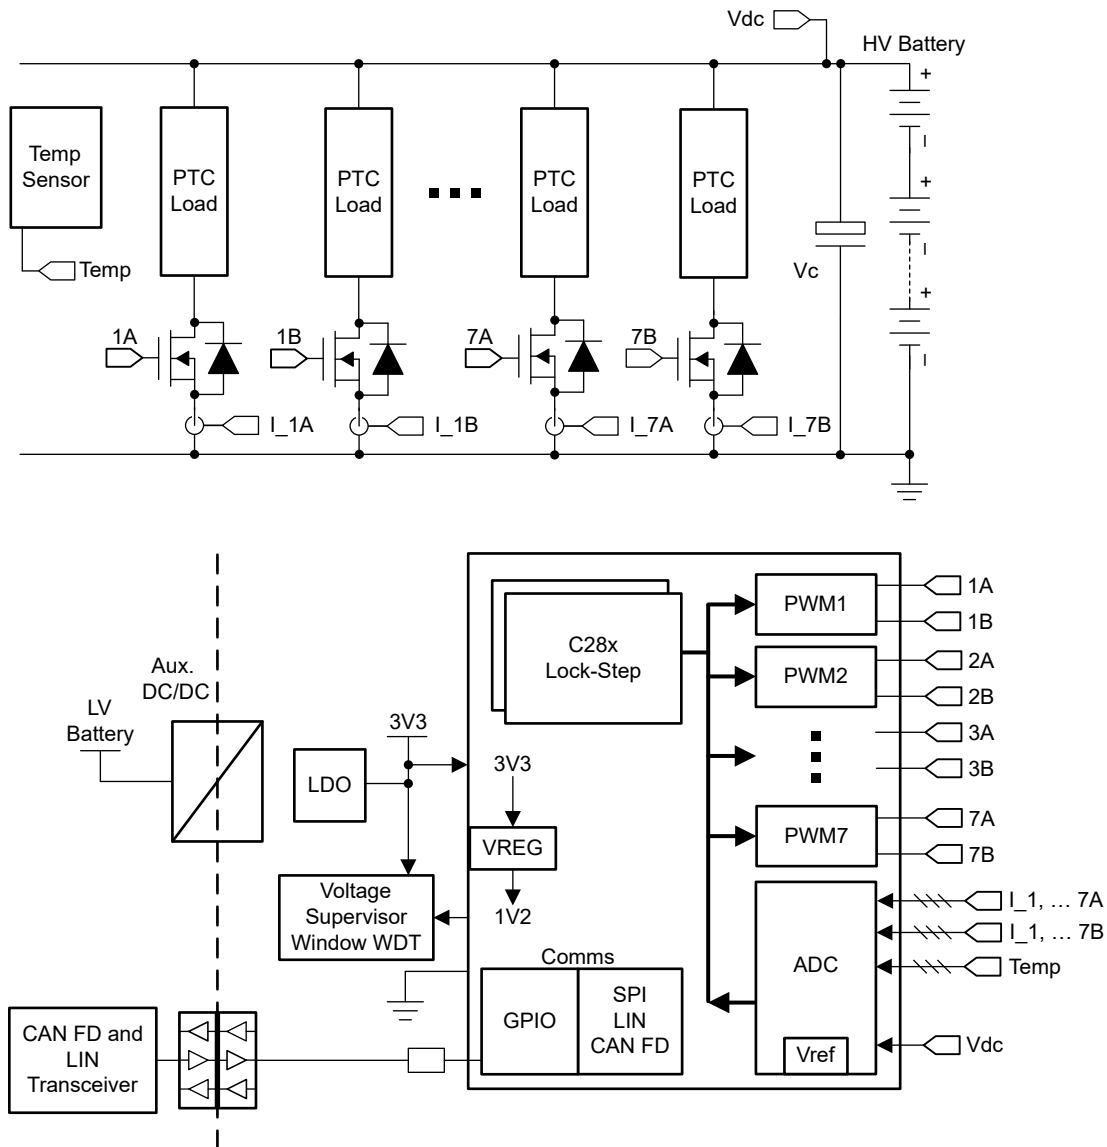 Vdc
HV Battery
Temp
Sensor
PTC
Load
PTC
Load
PTC
Load
PTC
Load
Temp
Vc
1A
1B
7A
7B
I_1A
I_1B
I_7A
I_7B
C28x
Lock-Step
PWM1
1A
1B
PWM2
2A
2B
3A
3B
PWM7
7A
7B
Aux.
DC/DC
LV
Battery
3V3
LDO
3V3
VREG
1V2
Voltage
Supervisor
Window WDT
ADC
Vref
I_1, ... 7A
I_1, ... 7B
Temp
Vdc
Comms
GPIO
SPI
LIN
CAN FD
CAN FD and
LIN
Transceiver